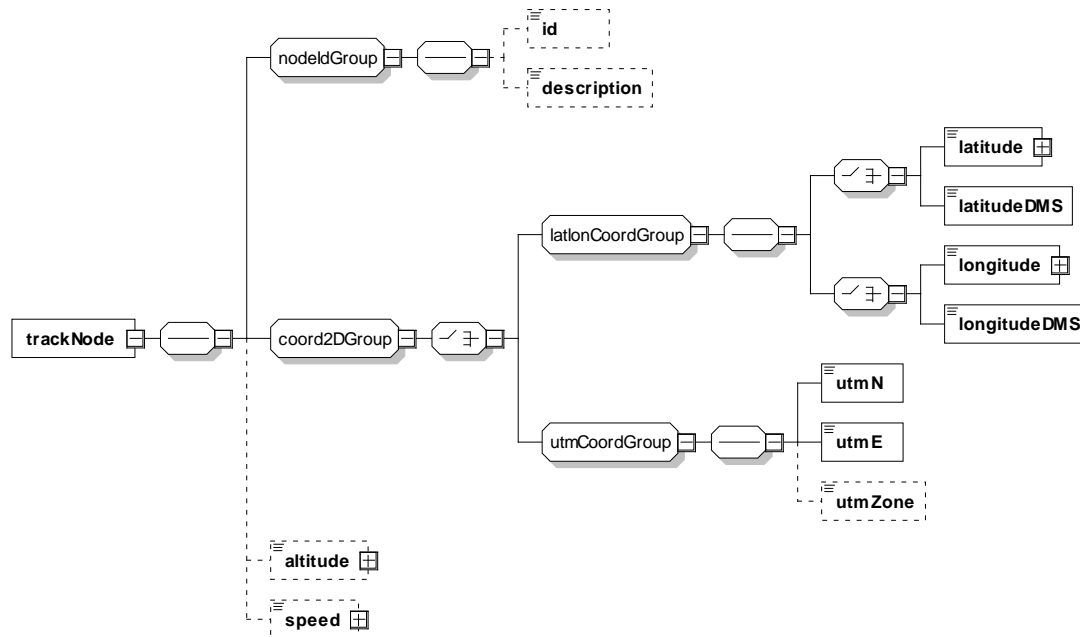 id
nodeIdGroup
description
latitude
latitudeDMS
latlonCoordGroup
longitude
longitudeDMS
trackNode
coord2DGroup
utmN
utmCoordGroup
utmE
utmZone
altitude
speed